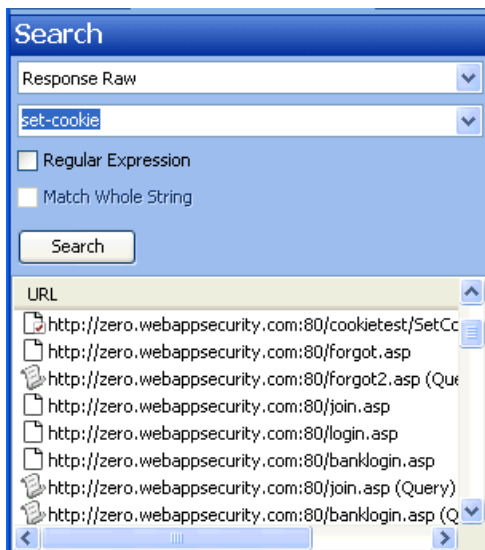 Search
Response Raw
set-cookie
Regular Expression
Match Whole String
Search
URL
http://zero.webappsecurity.com:80/cookietest/SetCo
http://zero.webappsecurity.com:80/forgot.asp
http://zero.webappsecurity.com:80/forgot2.asp (Que
http://zero.webappsecurity.com:80/join.asp
http://zero.webappsecurity.com:80/login.asp
http://zero.webappsecurity.com:80/banklogin.asp
http://zero.webappsecurity.com:80/join.asp (Query)
http://zero.webappsecurity.com:80/banklogin.asp (Q